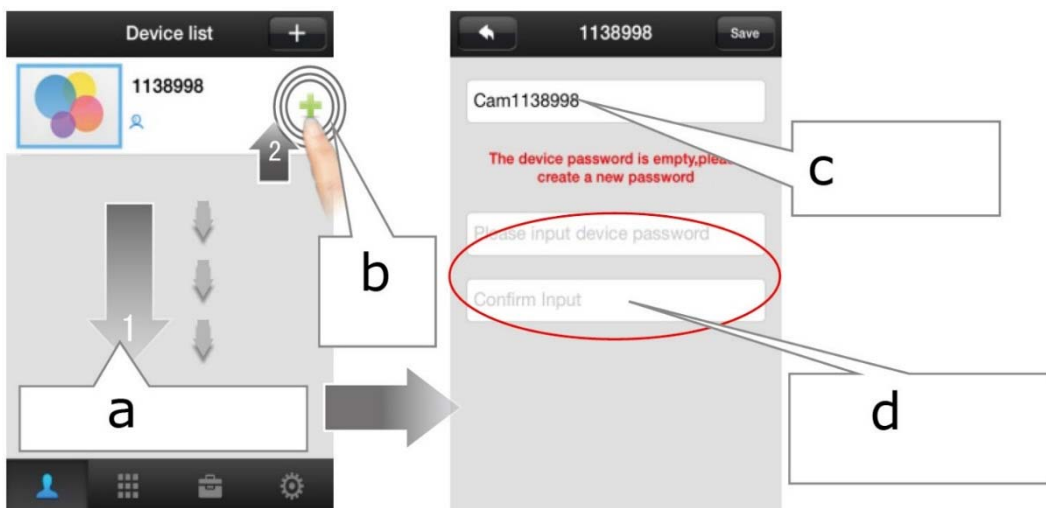 Device list
+
1138998
2
b
1
a
1138998
Save
Cam1138998
c
The device password is empty,
create a new password
Please input device password
Confirm Input
d